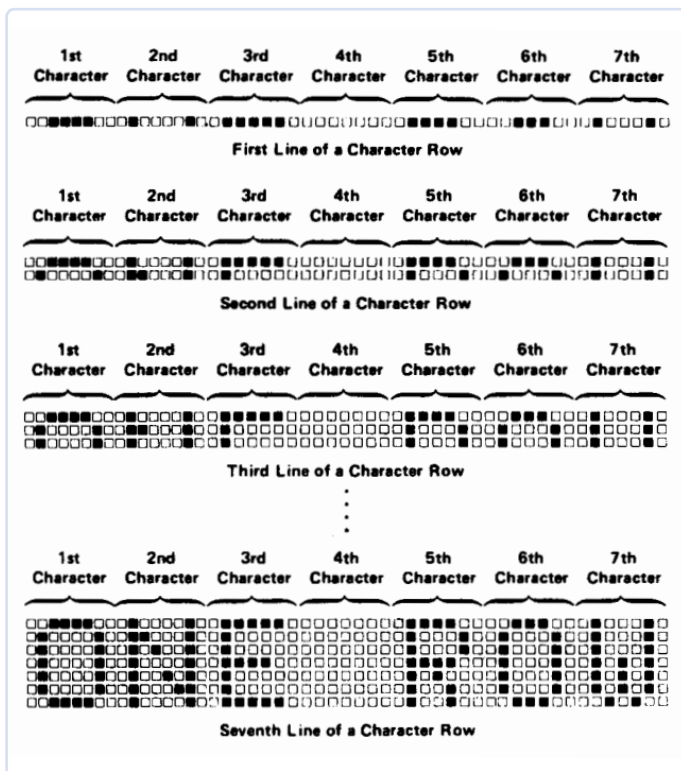 1st 2nd 3rd 4th 5th 6th 7th
Character Character Character Character Character Character Character
First Line of a Character Row
1st 2nd 3rd 4th 5th 6th 7th
Character Character Character Character Character Character Character
Second Line of a Character Row
1st 2nd 3rd 4th 5th 6th 7th
Character Character Character Character Character Character Character
Third Line of a Character Row
1st 2nd 3rd 4th 5th 6th 7th
Character Character Character Character Character Character Character
ONE ROW
Seventh Line of a Character Row